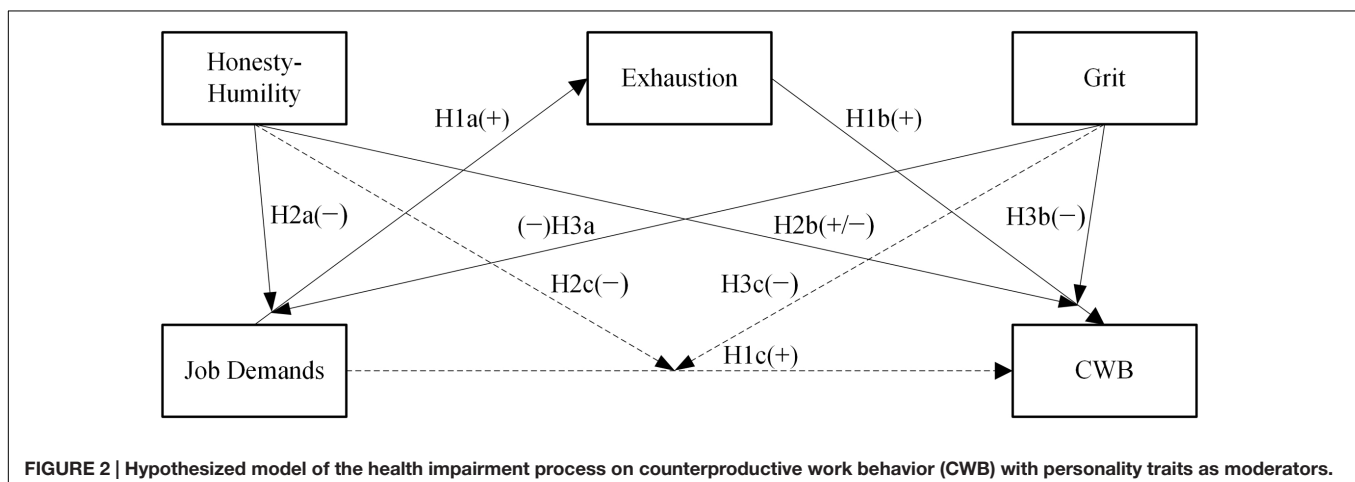 Honesty-
Humility
Exhaustion
Grit
H1a(+)
H1b(+)
H2a(−)
(−)H3a
H2b(+/−)
H3b(−)
H2c(−)
H3c(−)
H1c(+)
Job Demands
CWB
FIGURE 2 | Hypothesized model of the health impairment process on counterproductive work behavior (CWB) with personality traits as moderators.